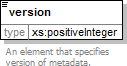 version
type xs:positiveInteger
An element that specifies
version of metadata.